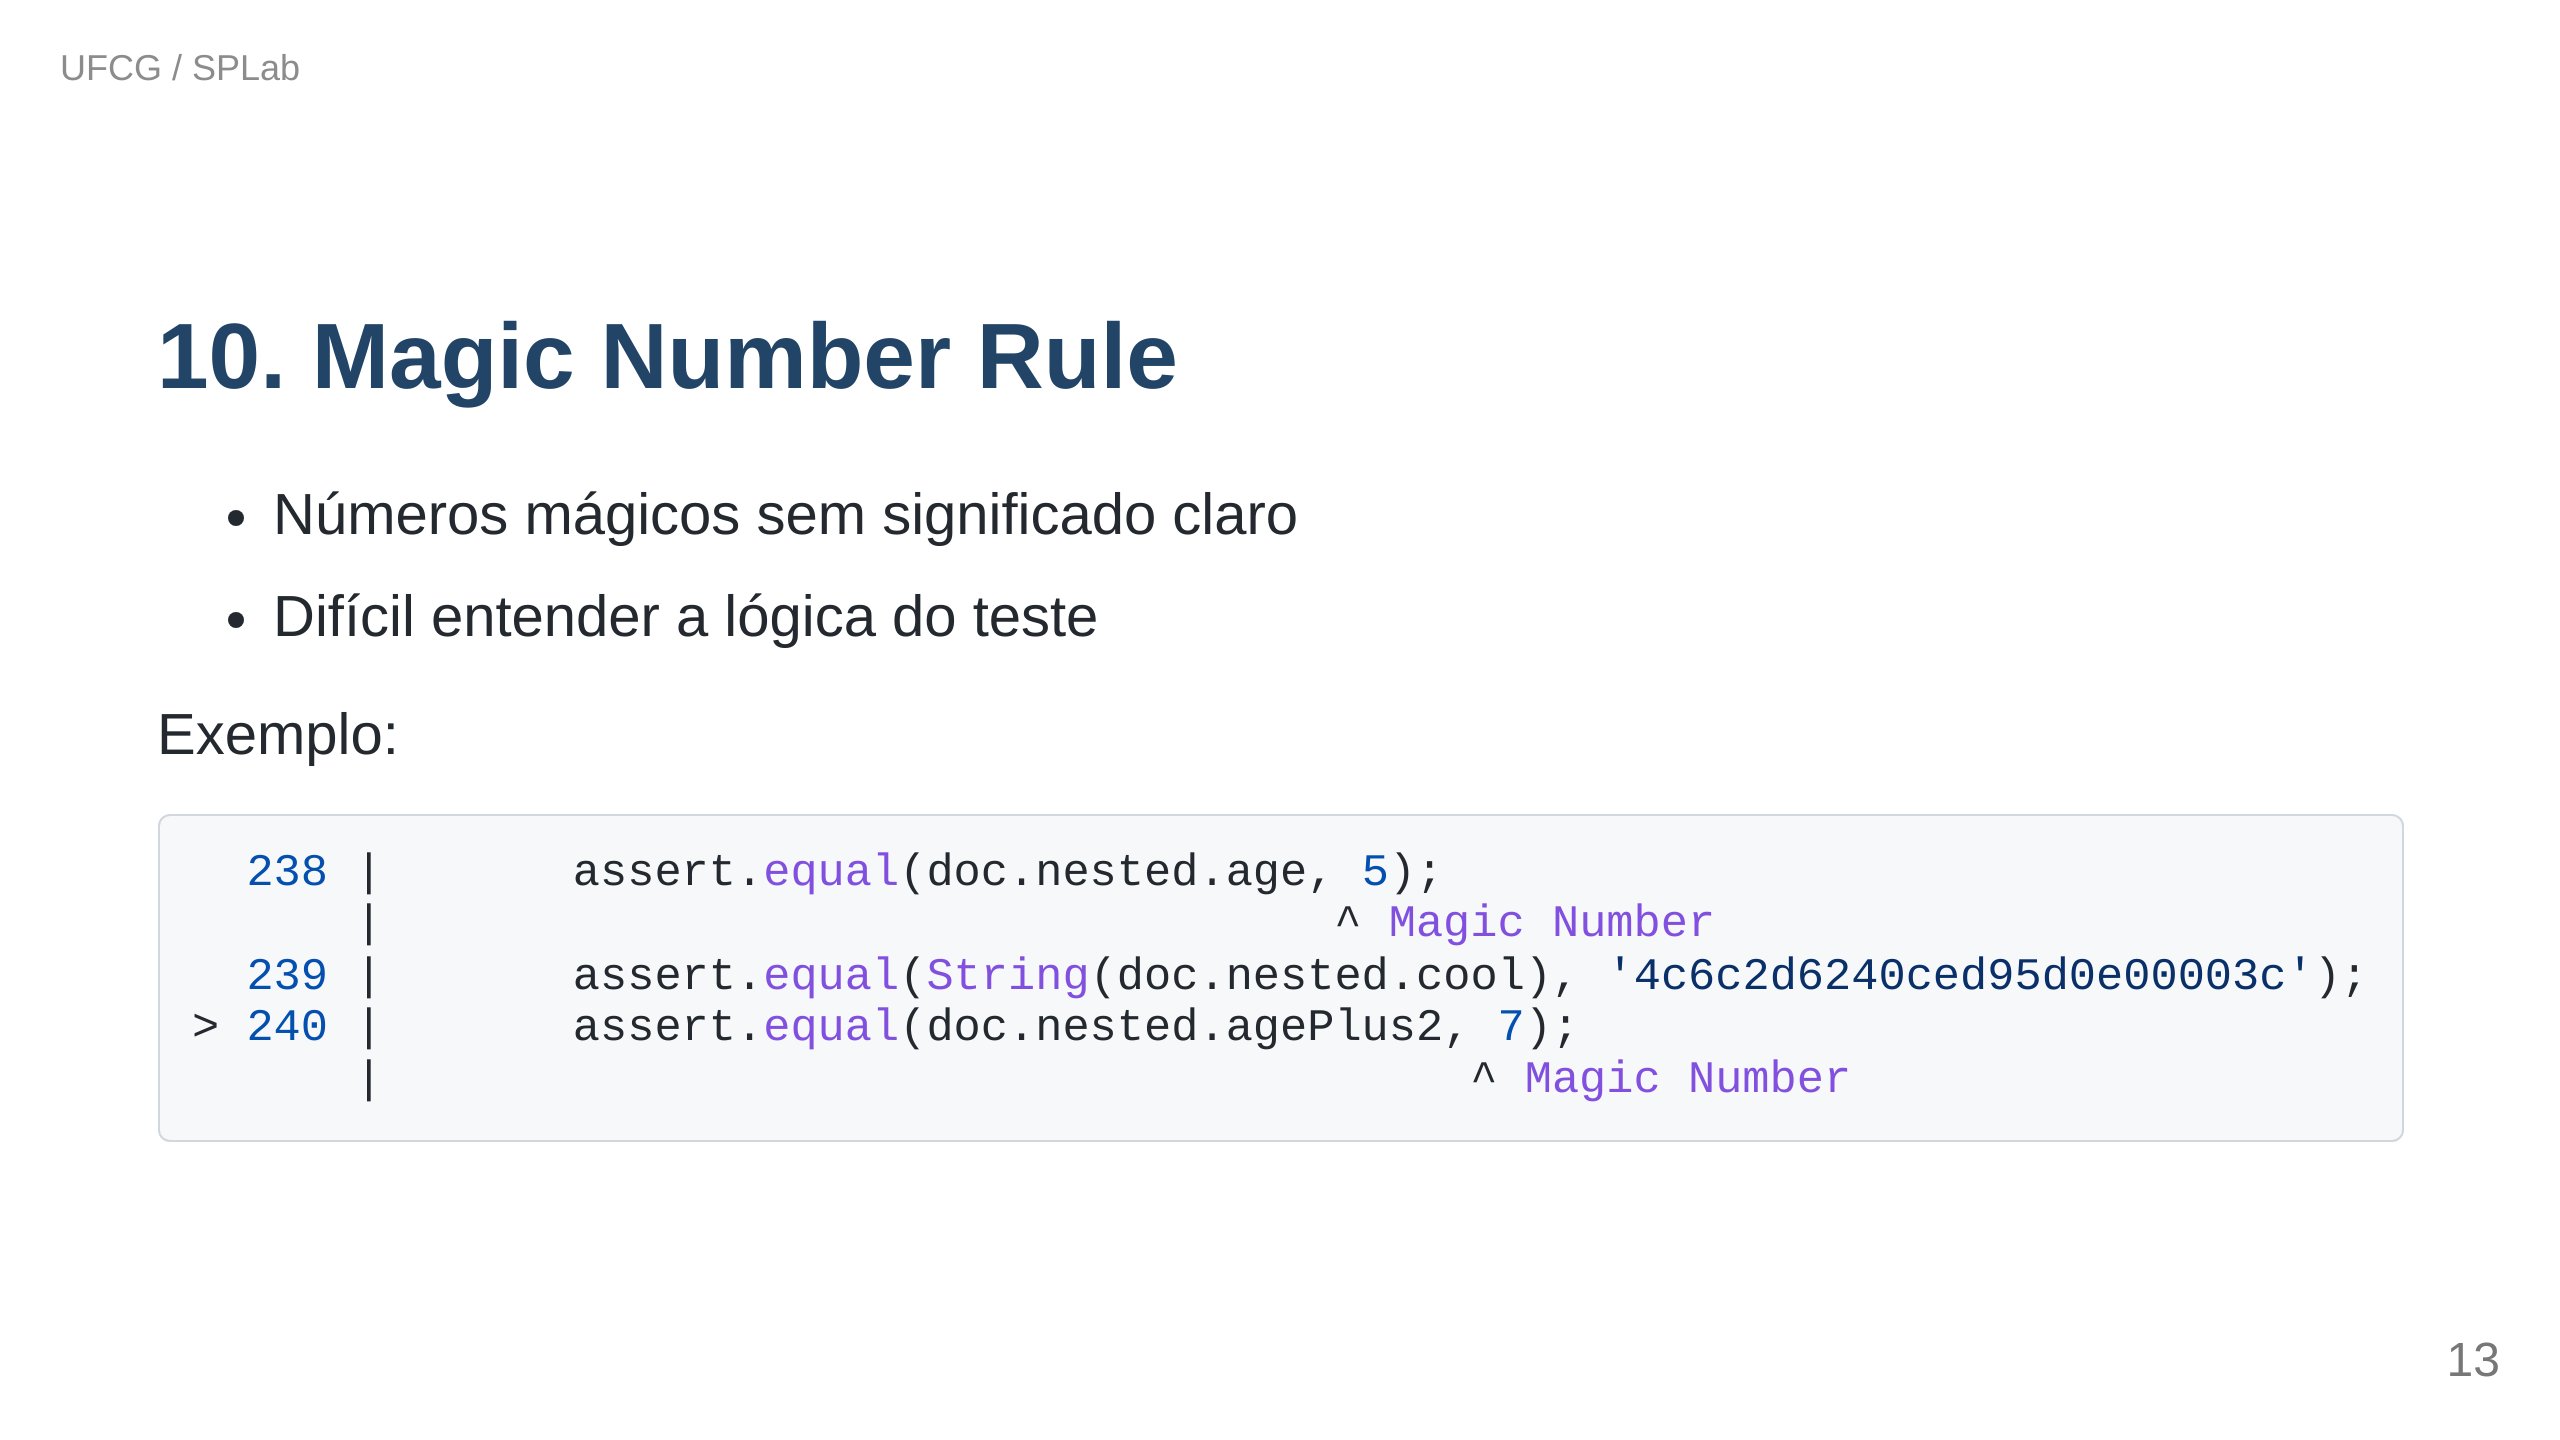 UFCG / SPLab
10. Magic Number Rule
• Números mágicos sem significado claro
• Difícil entender a lógica do teste
Exemplo:
  238 |       assert.equal(doc.nested.age, 5);
      |                                   ^ Magic Number
  239 |       assert.equal(String(doc.nested.cool), '4c6c2d6240ced95d0e00003c');
> 240 |       assert.equal(doc.nested.agePlus2, 7);
      |                                        ^ Magic Number
13